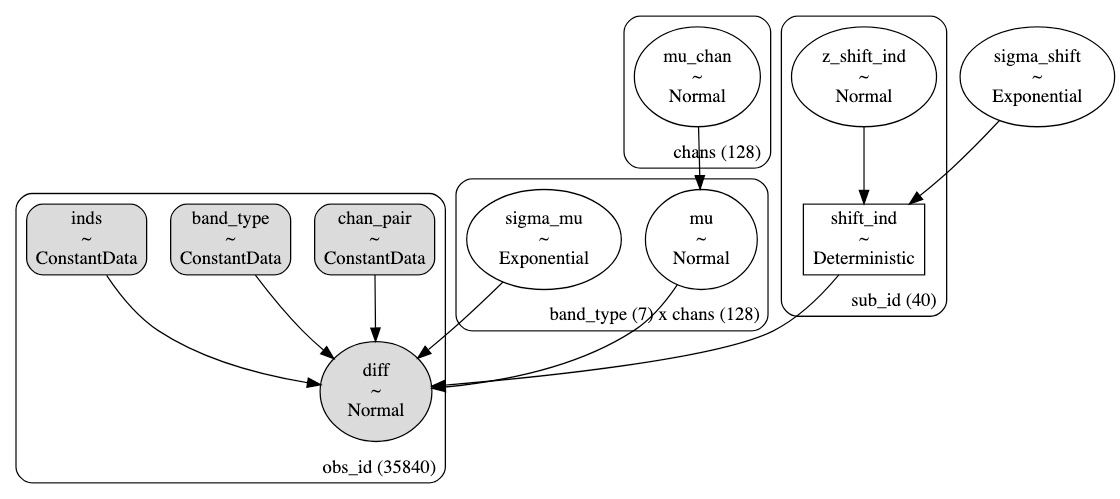 mu_chan
~
Normal
chans (128)
z_shift_ind
~
Normal
sigma_shift
~
Exponential
inds
~
ConstantData
band_type
~
ConstantData
chan_pair
~
ConstantData
sigma_mu
~
Exponential
mu
~
Normal
band_type (7) x chans (128)
shift_ind
~
Deterministic
sub_id (40)
diff
~
Normal
obs_id (35840)